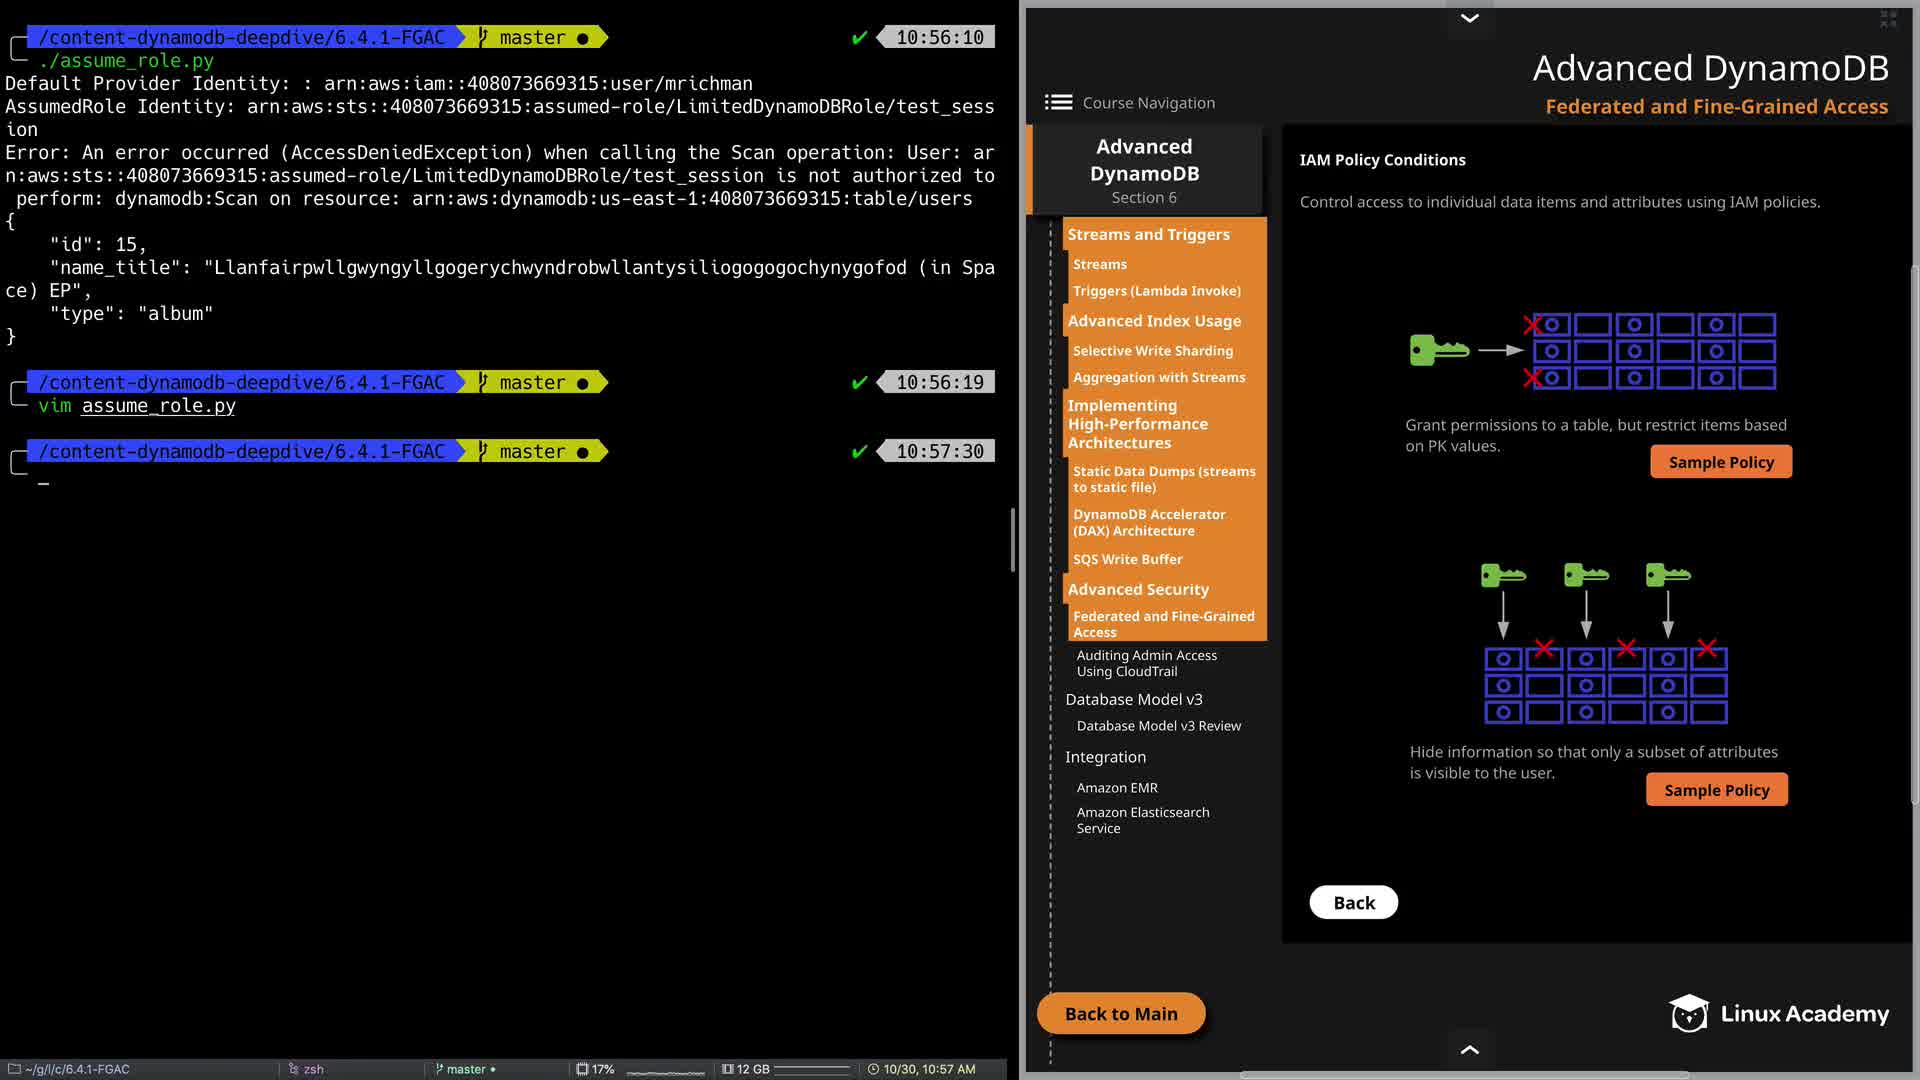 /content-dynamodb-deepdive/6.4.1-FGAC master ● ✔ 10:56:10
./assume_role.py
Default Provider Identity: : arn:aws:iam::408073669315:user/mrichman
AssumedRole Identity: arn:aws:sts::408073669315:assumed-role/LimitedDynamoDBRole/test_sess
ion
Error: An error occurred (AccessDeniedException) when calling the Scan operation: User: ar
n:aws:sts::408073669315:assumed-role/LimitedDynamoDBRole/test_session is not authorized to
perform: dynamodb:Scan on resource: arn:aws:dynamodb:us-east-1:408073669315:table/users
{
"id": 15,
"name_title": "Llanfairpwllgwyngyllgogerychwyndrobwllantysiliogogogochynygofod (in Spa
ce) EP",
"type": "album"
}
/content-dynamodb-deepdive/6.4.1-FGAC master ● ✔ 10:56:19
vim assume_role.py
/content-dynamodb-deepdive/6.4.1-FGAC master ● ✔ 10:57:30
_
~/g/l/c/6.4.1-FGAC zsh master • 17% 12 GB 10/30, 10:57 AM
Advanced DynamoDB
Federated and Fine-Grained Access
Course Navigation
Advanced
DynamoDB
Section 6
Streams and Triggers
Streams
Triggers (Lambda Invoke)
Advanced Index Usage
Selective Write Sharding
Aggregation with Streams
Implementing
High-Performance
Architectures
Static Data Dumps (streams
to static file)
DynamoDB Accelerator
(DAX) Architecture
SQS Write Buffer
Advanced Security
Federated and Fine-Grained
Access
Auditing Admin Access
Using CloudTrail
Database Model v3
Database Model v3 Review
Integration
Amazon EMR
Amazon Elasticsearch
Service
Back to Main
IAM Policy Conditions
Control access to individual data items and attributes using IAM policies.
Grant permissions to a table, but restrict items based
on PK values.
Sample Policy
Hide information so that only a subset of attributes
is visible to the user.
Sample Policy
Back
Linux Academy